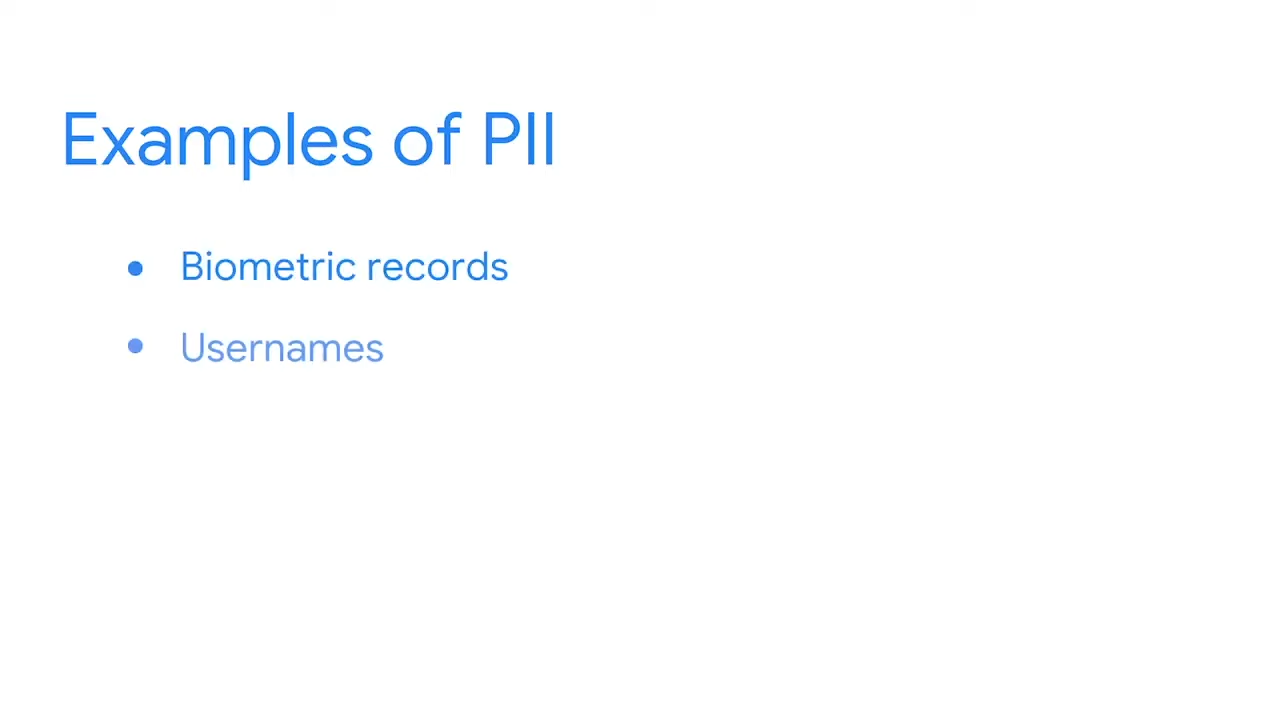 Examples of PII
● Biometric records
● Usernames